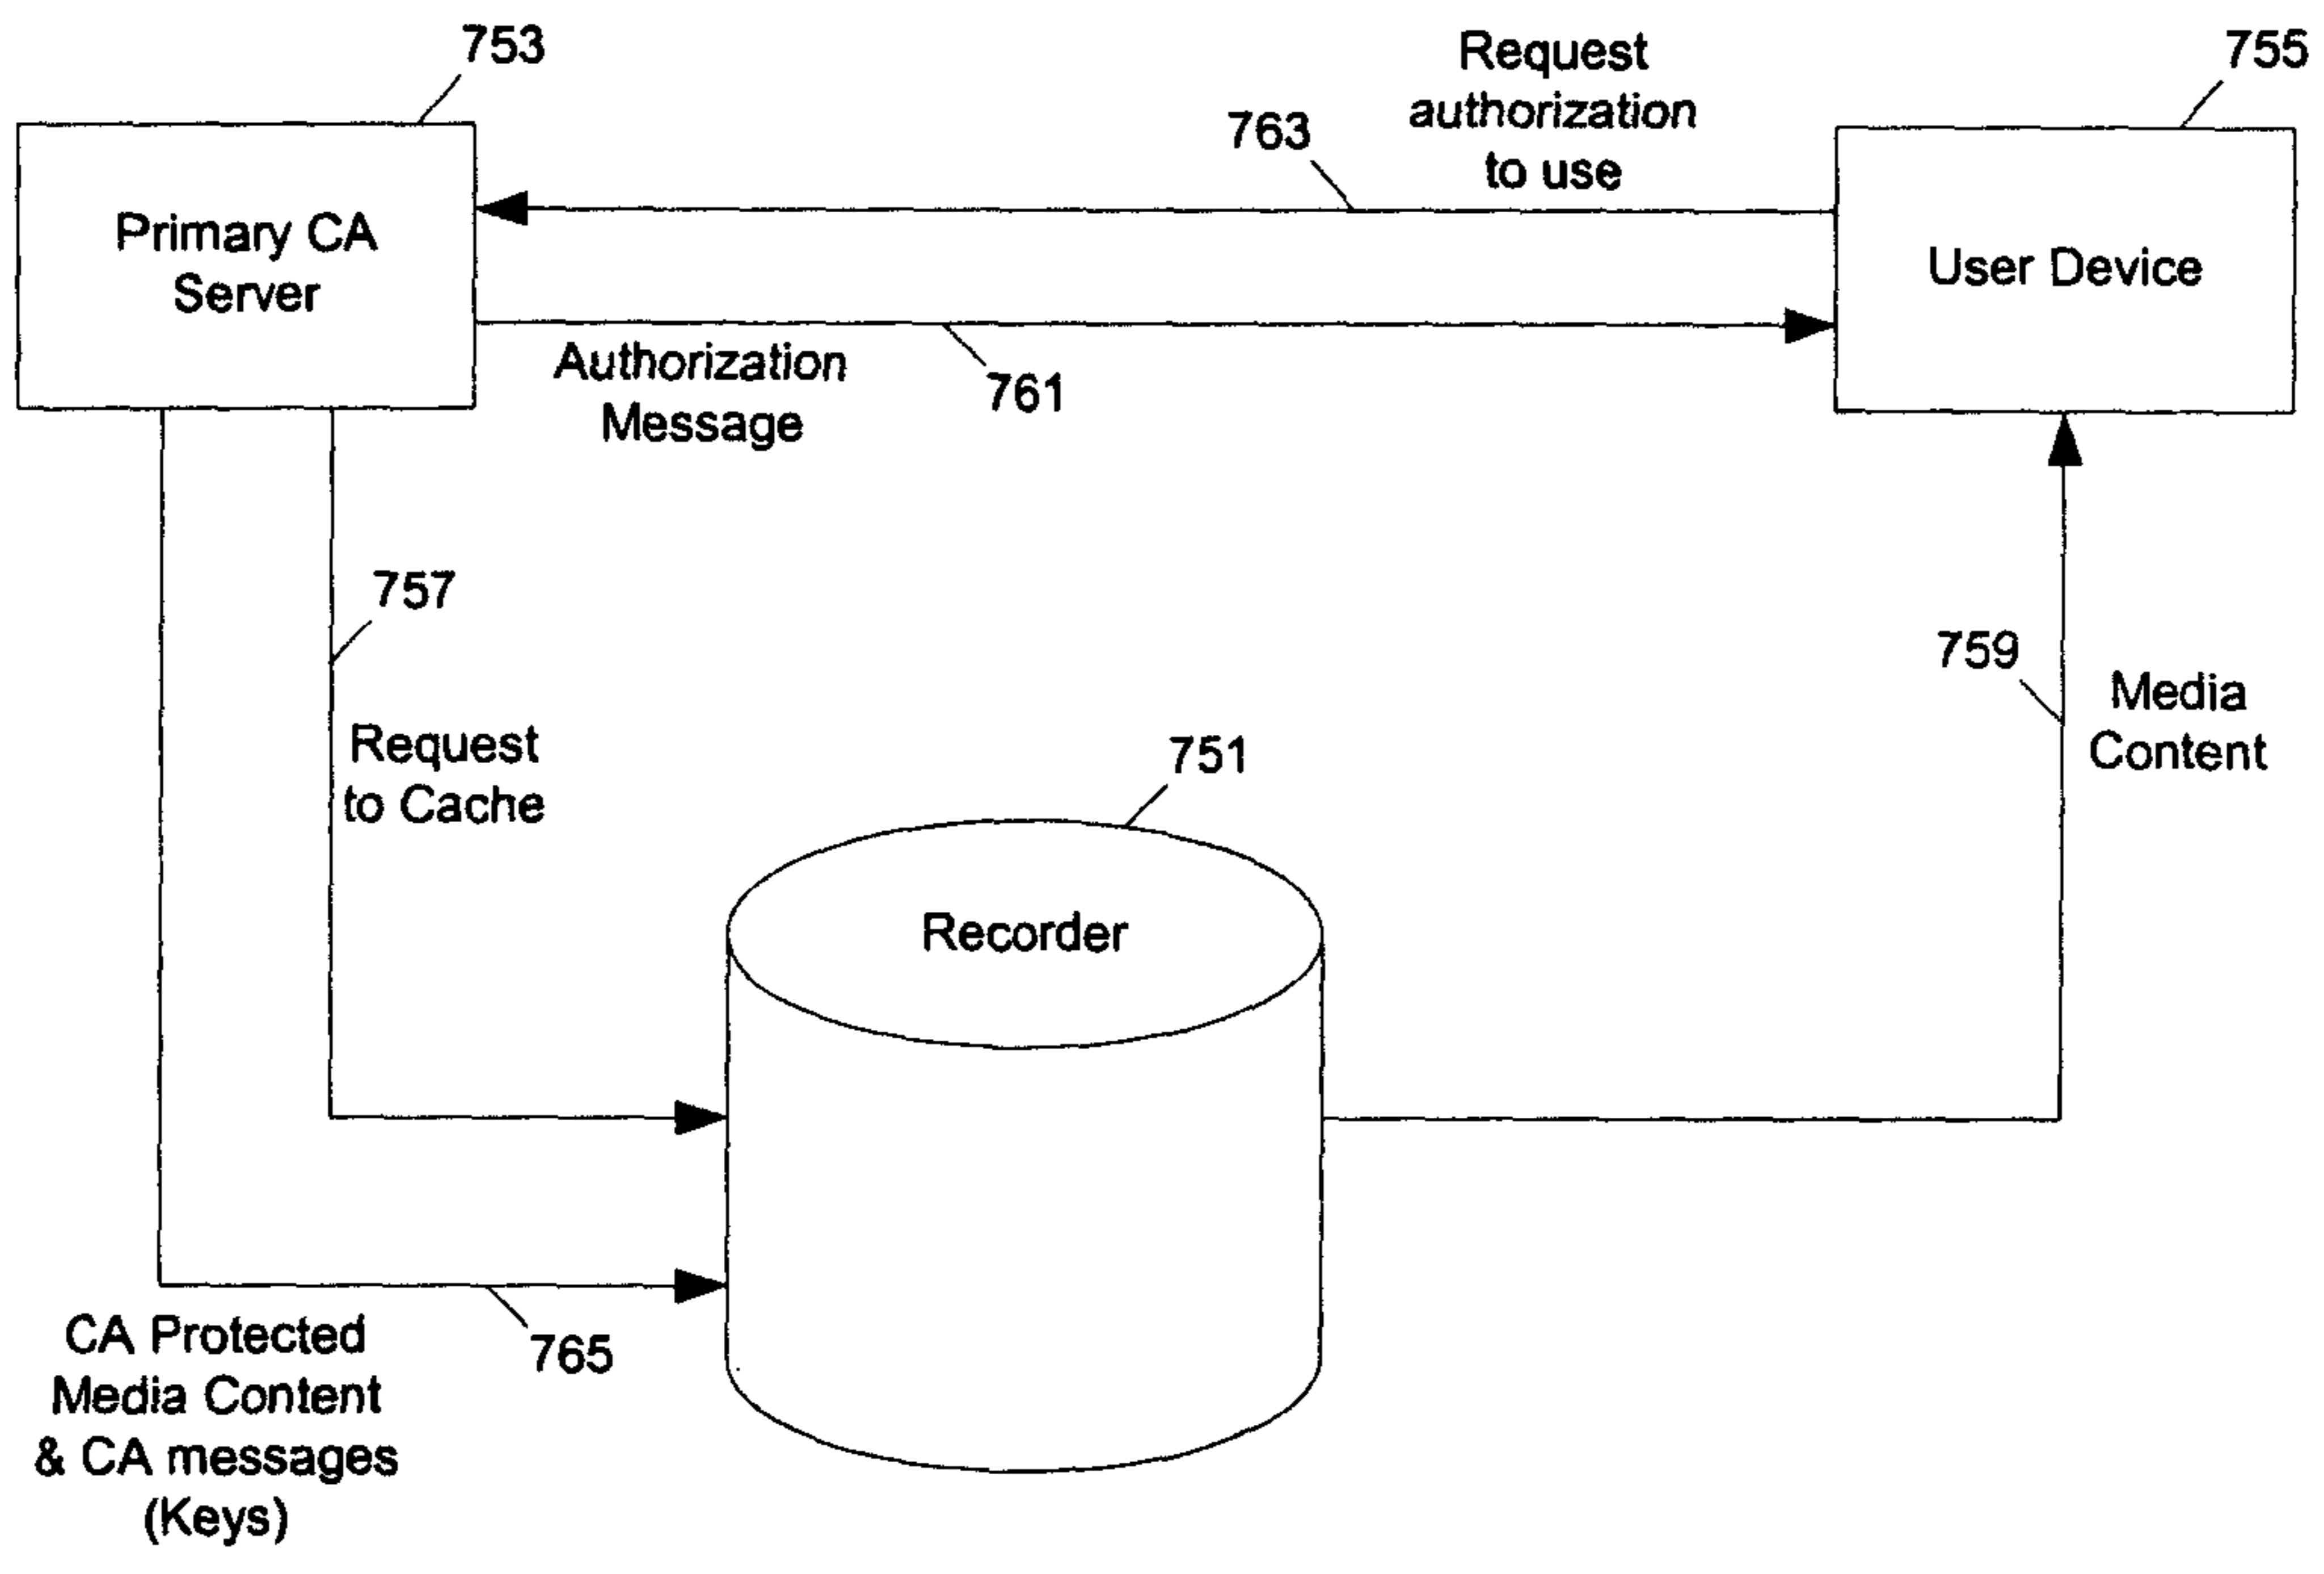 753
Request
authorization
to use
755
763
Primary CA
Server
User Device
Authorization
Message
761
757
759
Media
Content
Request
to Cache
751
Recorder
CA Protected
Media Content
& CA messages
(Keys)
765